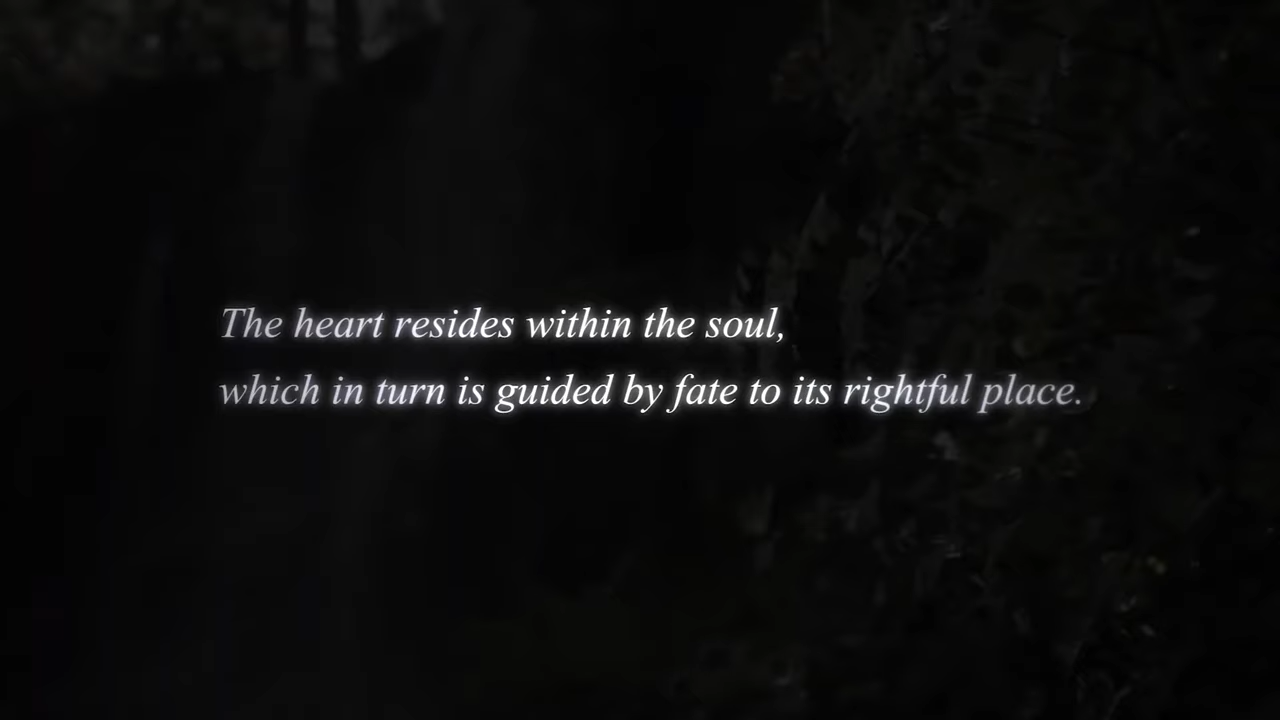 The heart resides within the soul,
which in turn is guided by fate to its rightful place.